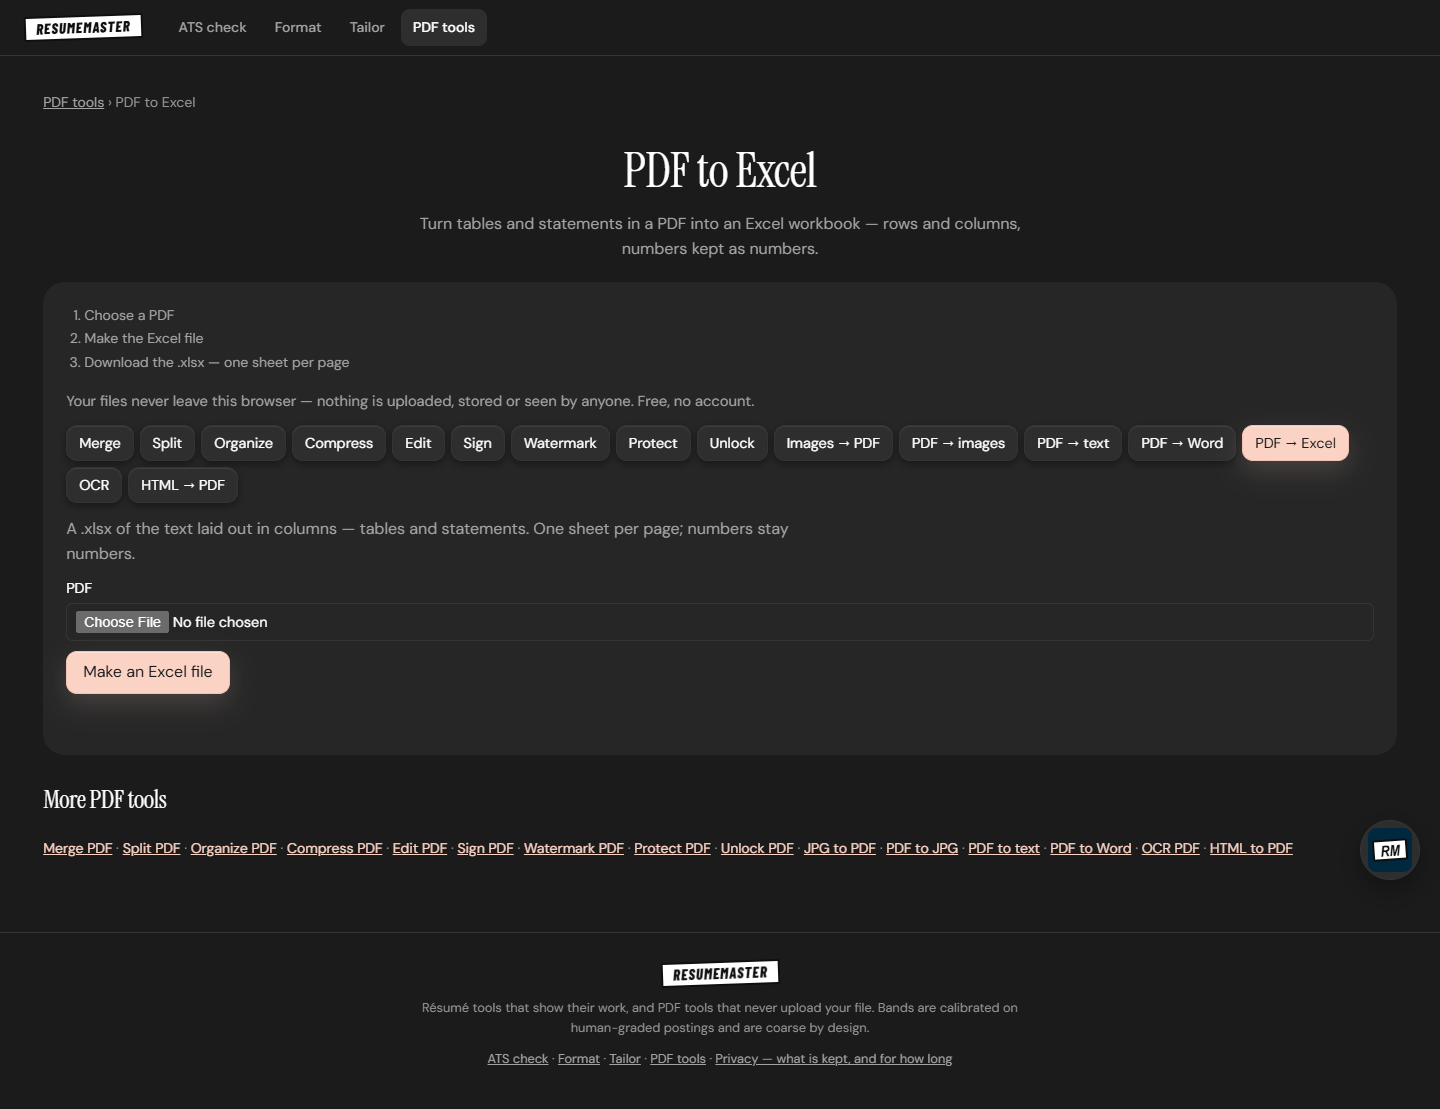 RESUMEMASTER
ATS check
Format
Tailor
PDF tools
PDF tools › PDF to Excel
PDF to Excel
Turn tables and statements in a PDF into an Excel workbook — rows and columns,
numbers kept as numbers.
1. Choose a PDF
2. Make the Excel file
3. Download the .xlsx — one sheet per page
Your files never leave this browser — nothing is uploaded, stored or seen by anyone. Free, no account.
Merge Split Organize Compress Edit Sign Watermark Protect Unlock Images → PDF PDF → images PDF → text PDF → Word PDF → Excel
OCR HTML → PDF
A .xlsx of the text laid out in columns — tables and statements. One sheet per page; numbers stay
numbers.
PDF
Choose File No file chosen
Make an Excel file
More PDF tools
Merge PDF · Split PDF · Organize PDF · Compress PDF · Edit PDF · Sign PDF · Watermark PDF · Protect PDF · Unlock PDF · JPG to PDF · PDF to JPG · PDF to text · PDF to Word · OCR PDF · HTML to PDF
RM
RESUMEMASTER
Résumé tools that show their work, and PDF tools that never upload your file. Bands are calibrated on
human-graded postings and are coarse by design.
ATS check · Format · Tailor · PDF tools · Privacy — what is kept, and for how long